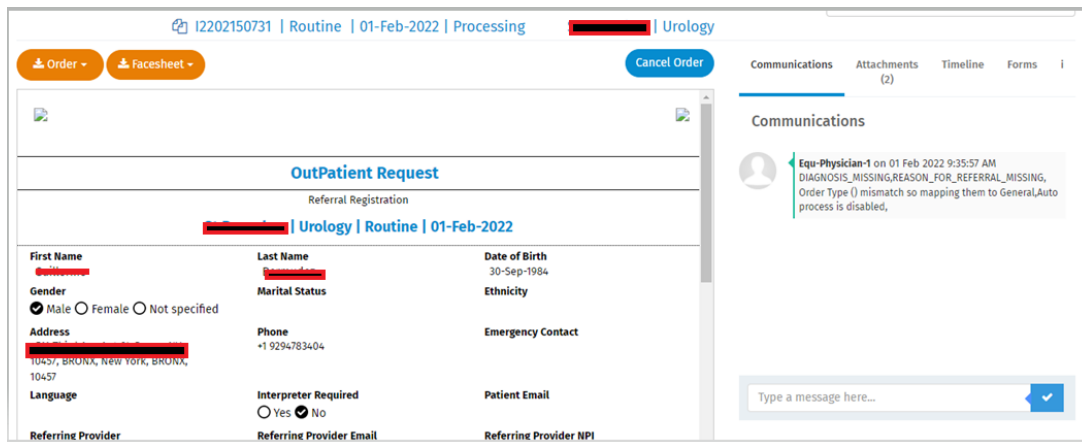 I2202150731 | Routine | 01-Feb-2022 | Processing | Urology
Order
Facesheet
Cancel Order
OutPatient Request
Referral Registration
| Urology | Routine | 01-Feb-2022
First Name
Last Name
Date of Birth
30-Sep-1984
Gender
Marital Status
Ethnicity
Male Female Not specified
Address
Phone
Emergency Contact
+1 9294783404
10457, BRONX, New York, BRONX,
10457
Language
Interpreter Required
Patient Email
Yes No
Referring Provider
Referring Provider Email
Referring Provider NPI
Communications
Attachments
(2)
Timeline
Forms
i
Communications
Equ-Physician-1 on 01 Feb 2022 9:35:57 AM
DIAGNOSIS_MISSING,REASON_FOR_REFERRAL_MISSING,
Order Type () mismatch so mapping them to General,Auto
process is disabled,
Type a message here...